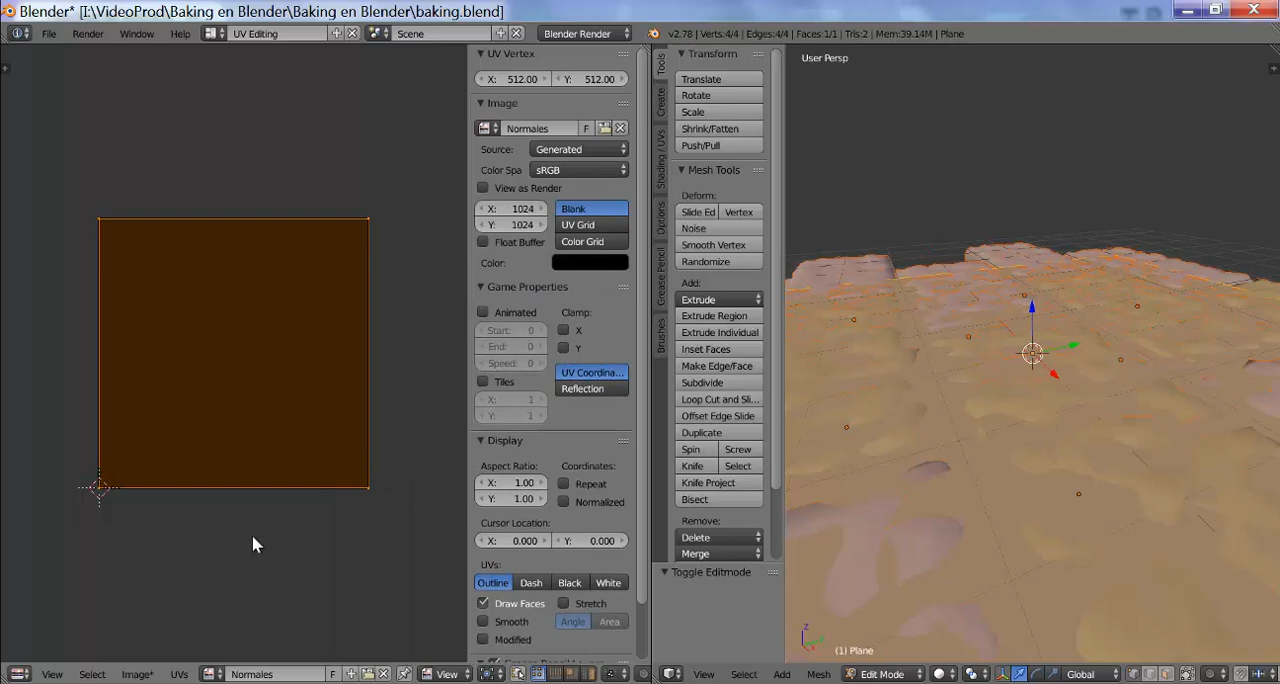 Blender* [I:\VideoProd\Baking en Blender\Baking en Blender\baking.blend]
File Render Window Help UV Editing Scene Blender Render v2.78 | Verts:4/4 | Edges:4/4 | Faces:1/1 | Tris:2 | Mem:39.14M | Plane
UV Vertex
X: 512.00 Y: 512.00
Image
Normales F
Source: Generated
Color Spa sRGB
View as Render
X: 1024 Blank
Y: 1024 UV Grid
Float Buffer Color Grid
Color:
Game Properties
Animated Clamp:
Start: 0 X
End: 0 Y
Speed: 0
Tiles UV Coordina...
X: 1 Reflection
Y: 1
Display
Aspect Ratio: Coordinates:
X: 1.00 Repeat
Y: 1.00 Normalized
Cursor Location:
X: 0.000 Y: 0.000
UVs:
Outline Dash Black White
Draw Faces Stretch
Smooth Angle Area
Modified
Tools
Create
Shading / UVs
Options
Grease Pencil
Brushes
Transform
Translate
Rotate
Scale
Shrink/Fatten
Push/Pull
Mesh Tools
Deform:
Slide Ed Vertex
Noise
Smooth Vertex
Randomize
Add:
Extrude
Extrude Region
Extrude Individual
Inset Faces
Make Edge/Face
Subdivide
Loop Cut and Sli...
Offset Edge Slide
Duplicate
Spin Screw
Knife Select
Knife Project
Bisect
Remove:
Delete
Merge
Toggle Editmode
User Persp
Z
(1) Plane
View Select Image* UVs Normales F View
View Select Add Mesh Edit Mode Global